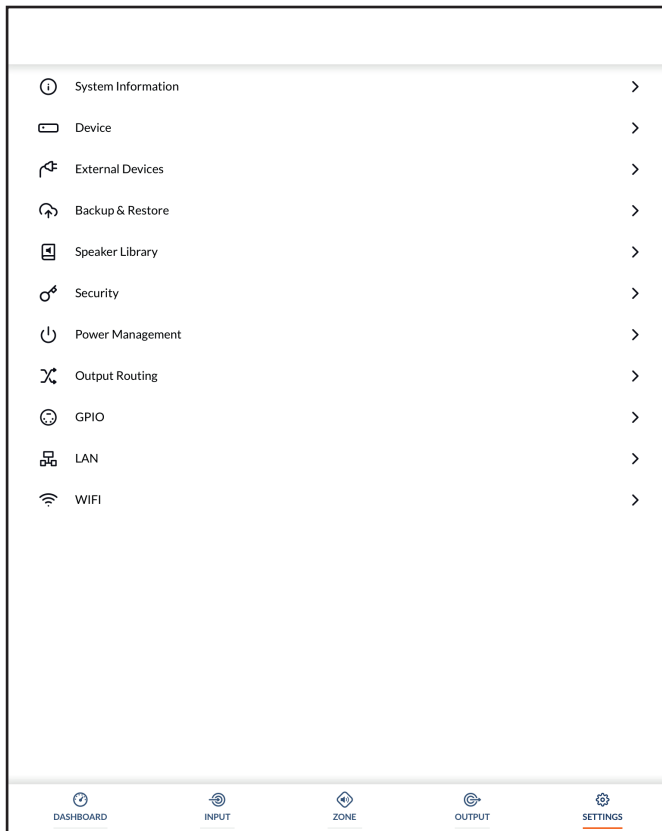 System Information
Device
External Devices
Backup & Restore
Speaker Library
Security
Power Management
Output Routing
GPIO
LAN
WIFI
DASHBOARD INPUT ZONE OUTPUT SETTINGS